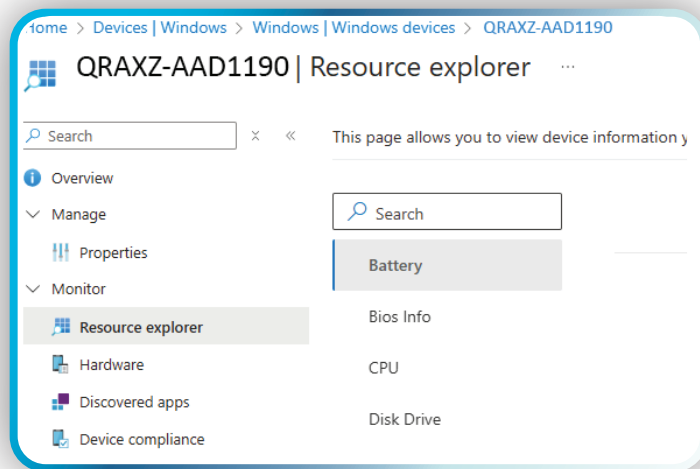 Home > Devices | Windows > Windows | Windows devices > QRAXZ-AAD1190
QRAXZ-AAD1190 | Resource explorer ...
Search
This page allows you to view device information
Overview
Manage
Search
Properties
Battery
Monitor
Resource explorer
Bios Info
Hardware
CPU
Discovered apps
Disk Drive
Device compliance